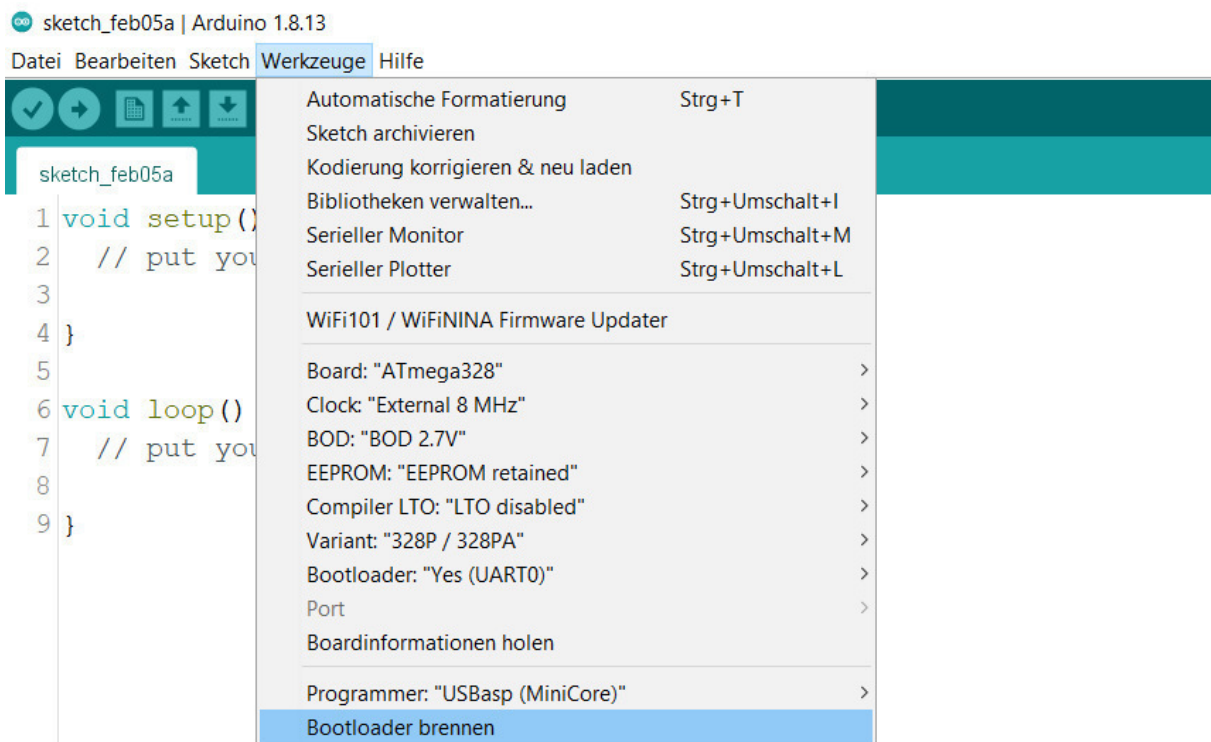 sketch_feb05a | Arduino 1.8.13
Datei Bearbeiten Sketch Werkzeuge Hilfe
Automatische Formatierung Strg+T
Sketch archivieren
Kodierung korrigieren & neu laden
Bibliotheken verwalten... Strg+Umschalt+I
Serieller Monitor Strg+Umschalt+M
Serieller Plotter Strg+Umschalt+L
WiFi101 / WiFiNINA Firmware Updater
Board: "ATmega328"
Clock: "External 8 MHz"
BOD: "BOD 2.7V"
EEPROM: "EEPROM retained"
Compiler LTO: "LTO disabled"
Variant: "328P / 328PA"
Bootloader: "Yes (UART0)"
Port
Boardinformationen holen
Programmer: "USBasp (MiniCore)"
Bootloader brennen
sketch_feb05a
1 void setup()
2 // put you
3
4 }
5
6 void loop()
7 // put you
8
9 }